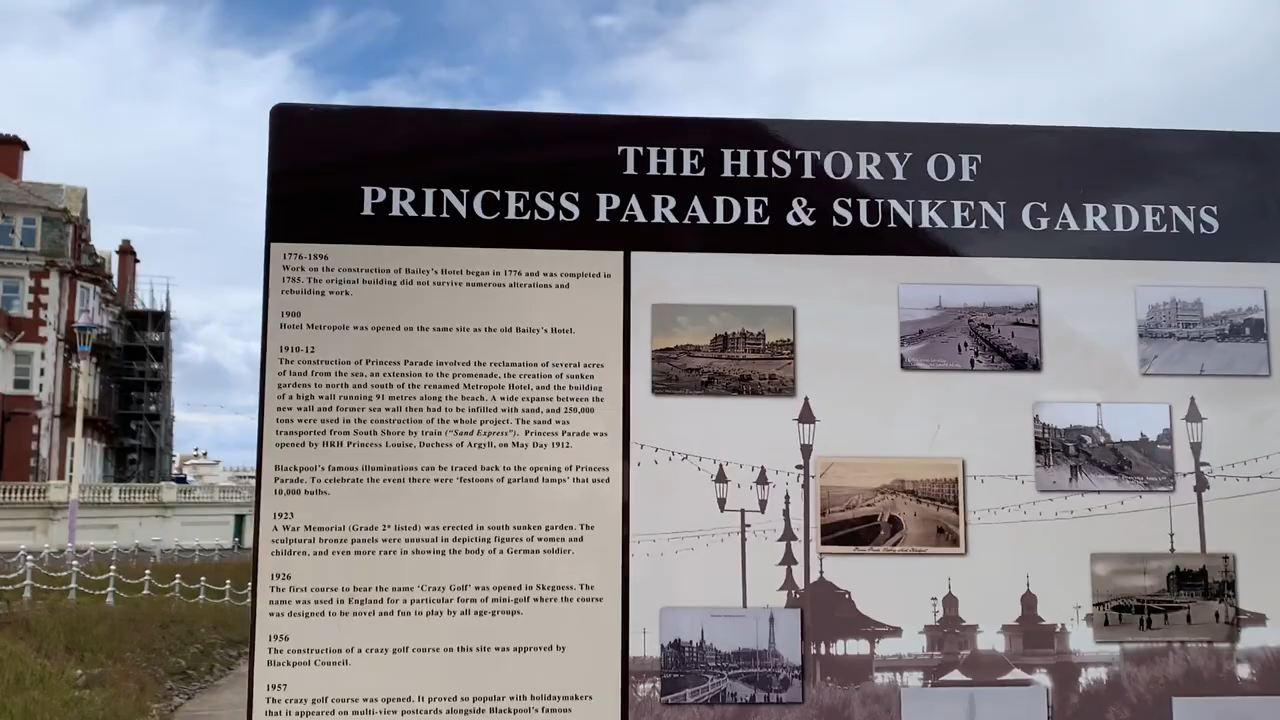 THE HISTORY OF
PRINCESS PARADE & SUNKEN GARDENS
1776-1896
Work on the construction of Bailey's Hotel began in 1776 and was completed in
1785. The original building did not survive numerous alterations and
rebuilding work.
1900
Hotel Metropole was opened on the same site as the old Bailey's Hotel.
1910-12
The construction of Princess Parade involved the reclamation of several acres
of land from the sea, an extension to the promenade, the creation of sunken
gardens to north and south of the renamed Metropole Hotel, and the building
of a high wall running 91 metres along the beach. A wide expanse between the
new wall and former sea wall then had to be infilled with sand, and 250,000
tons were used in the construction of the whole project. The sand was
transported from South Shore by train ("Sand Express"). Princess Parade was
opened by HRH Princess Louise, Duchess of Argyll, on May Day 1912.
Blackpool's famous illuminations can be traced back to the opening of Princess
Parade. To celebrate the event there were 'festoons of garland lamps' that used
10,000 bulbs.
1923
A War Memorial (Grade 2* listed) was erected in south sunken garden. The
sculptural bronze panels were unusual in depicting figures of women and
children, and even more rare in showing the body of a German soldier.
1926
The first course to bear the name 'Crazy Golf' was opened in Skegness. The
name was used in England for a particular form of mini-golf where the course
was designed to be novel and fun to play by all age-groups.
1956
The construction of a crazy golf course on this site was approved by
Blackpool Council.
1957
The crazy golf course was opened. It proved so popular with holidaymakers
that it appeared on multi-view postcards alongside Blackpool's famous